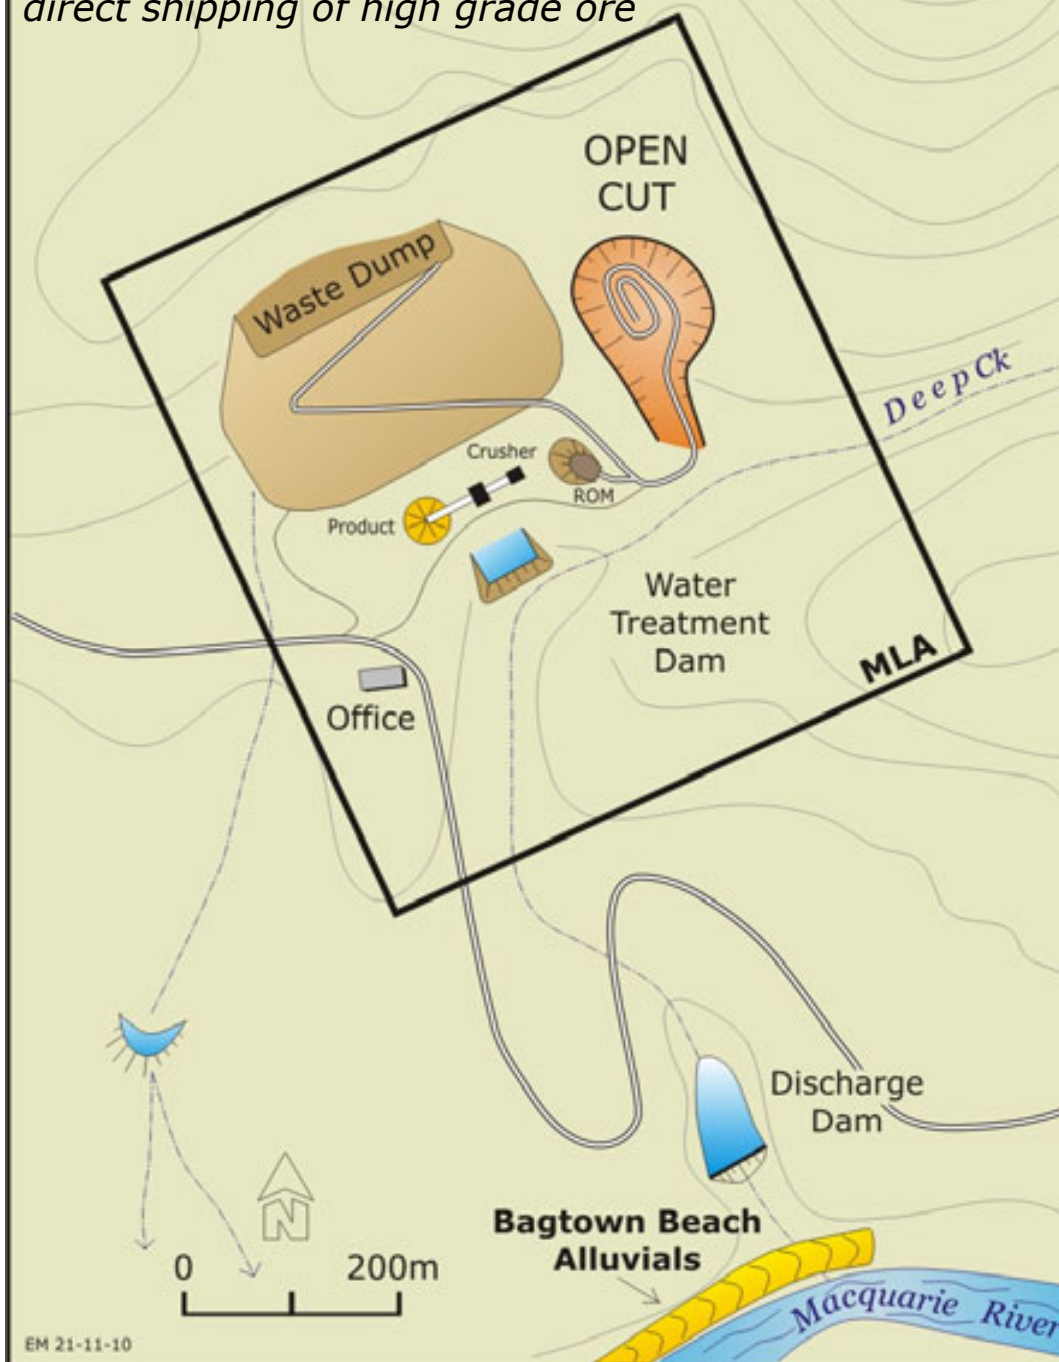 direct shipping of high grade ore
OPEN
CUT
Waste Dump
Deep Ck
Crusher
ROM
Product
Water
Treatment
Dam
MLA
Office
Discharge
Dam
N
Bagtown Beach
Alluvials
0 200m
Macquarie River
EM 21-11-10